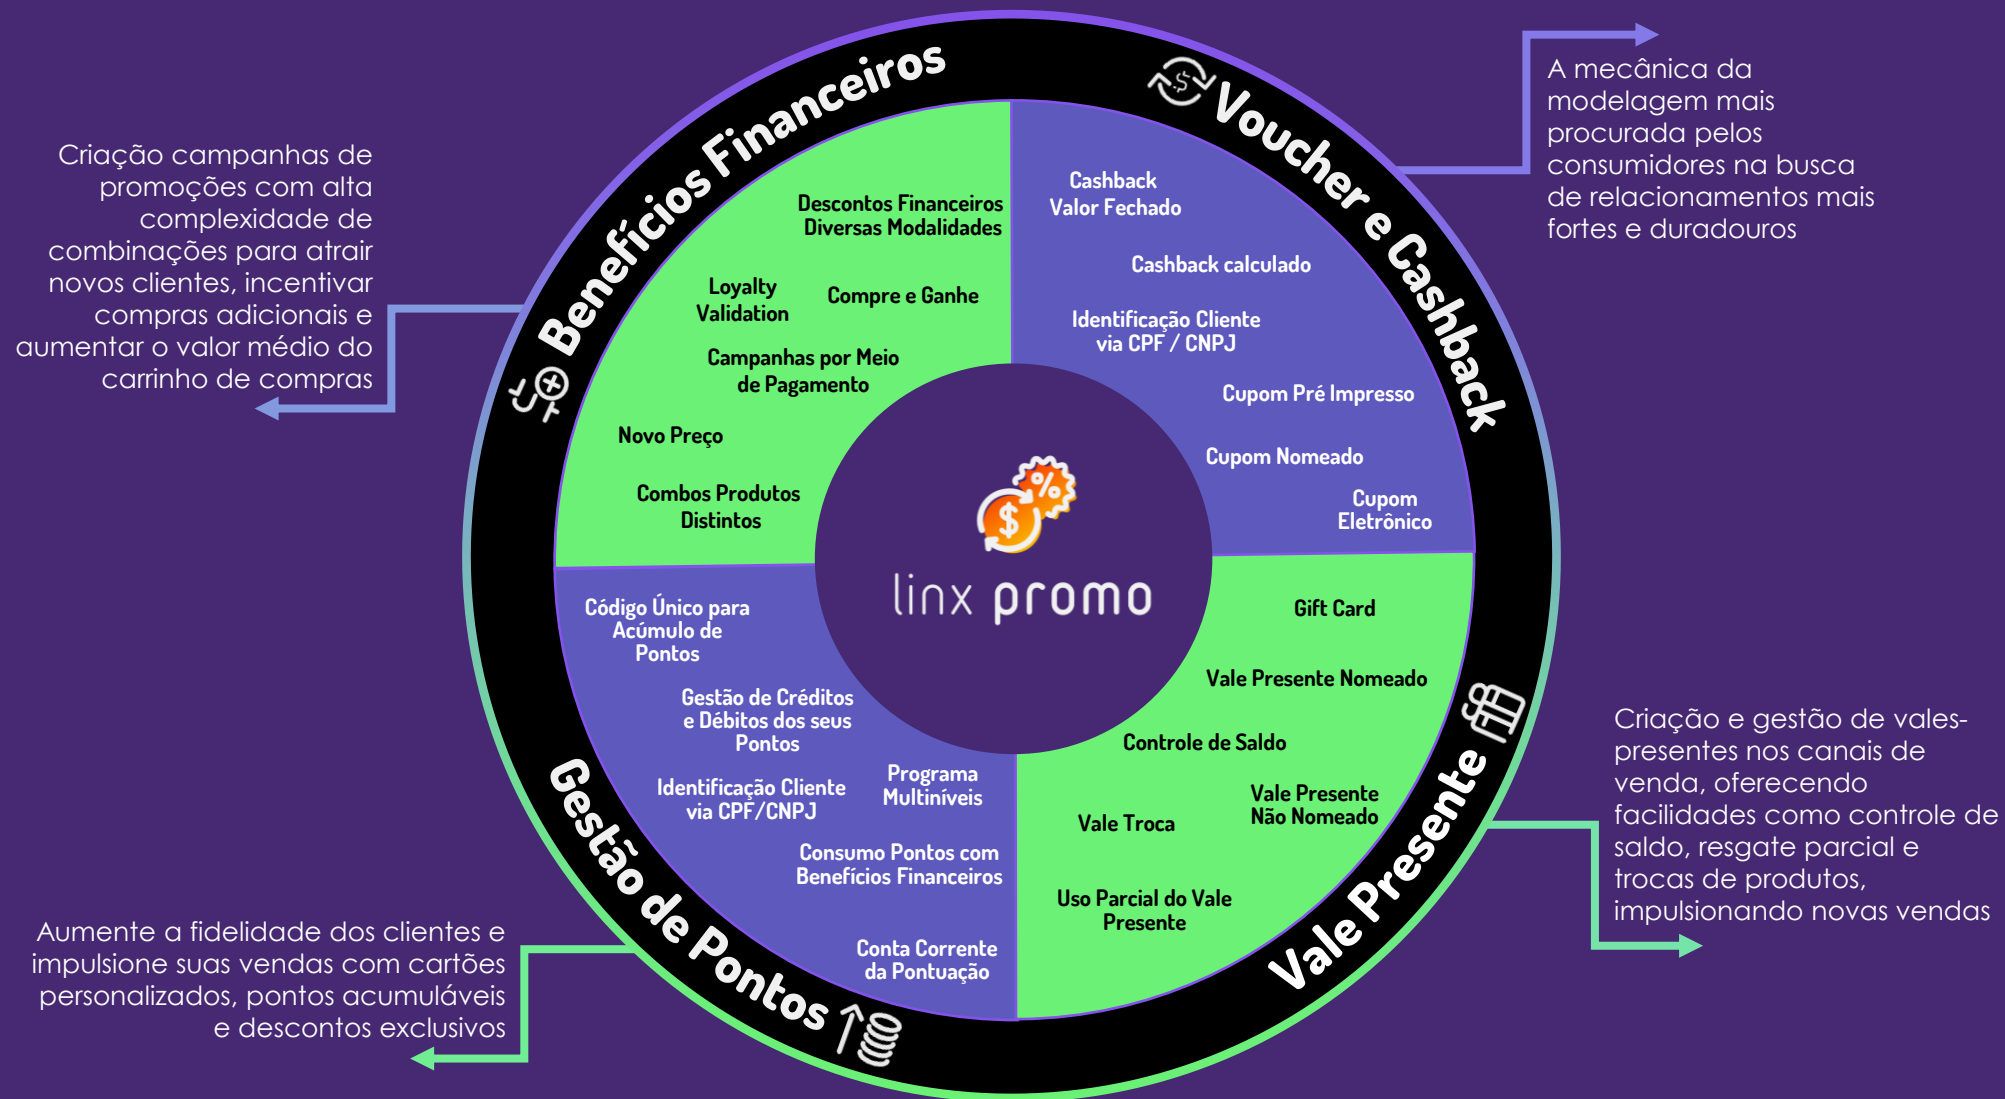 Benefícios Financeiros
Criação campanhas de
promoções com alta
complexidade de
combinações para atrair
novos clientes, incentivar
compras adicionais e
aumentar o valor médio do
carrinho de compras
Descontos Financeiros
Diversas Modalidades
Loyalty
Validation
Compre e Ganhe
Campanhas por Meio
de Pagamento
Novo Preço
Combos Produtos
Distintos
Voucher e Cashback
A mecânica da
modelagem mais
procurada pelos
consumidores na busca
de relacionamentos mais
fortes e duradouros
Cashback
Valor Fechado
Cashback calculado
Identificação Cliente
via CPF / CNPJ
Cupom Pré Impresso
Cupom Nomeado
Cupom
Eletrônico
linx promo
Gestão de Pontos
Código Único para
Acúmulo de
Pontos
Gestão de Créditos
e Débitos dos seus
Pontos
Identificação Cliente
via CPF/CNPJ
Programa
Multiníveis
Consumo Pontos com
Benefícios Financeiros
Conta Corrente
da Pontuação
Aumente a fidelidade dos clientes e
impulsione suas vendas com cartões
personalizados, pontos acumuláveis
e descontos exclusivos
Vale Presente
Gift Card
Vale Presente Nomeado
Controle de Saldo
Vale Presente
Não Nomeado
Vale Troca
Uso Parcial do Vale
Presente
Criação e gestão de vales-
presentes nos canais de
venda, oferecendo
facilidades como controle de
saldo, resgate parcial e
trocas de produtos,
impulsionando novas vendas